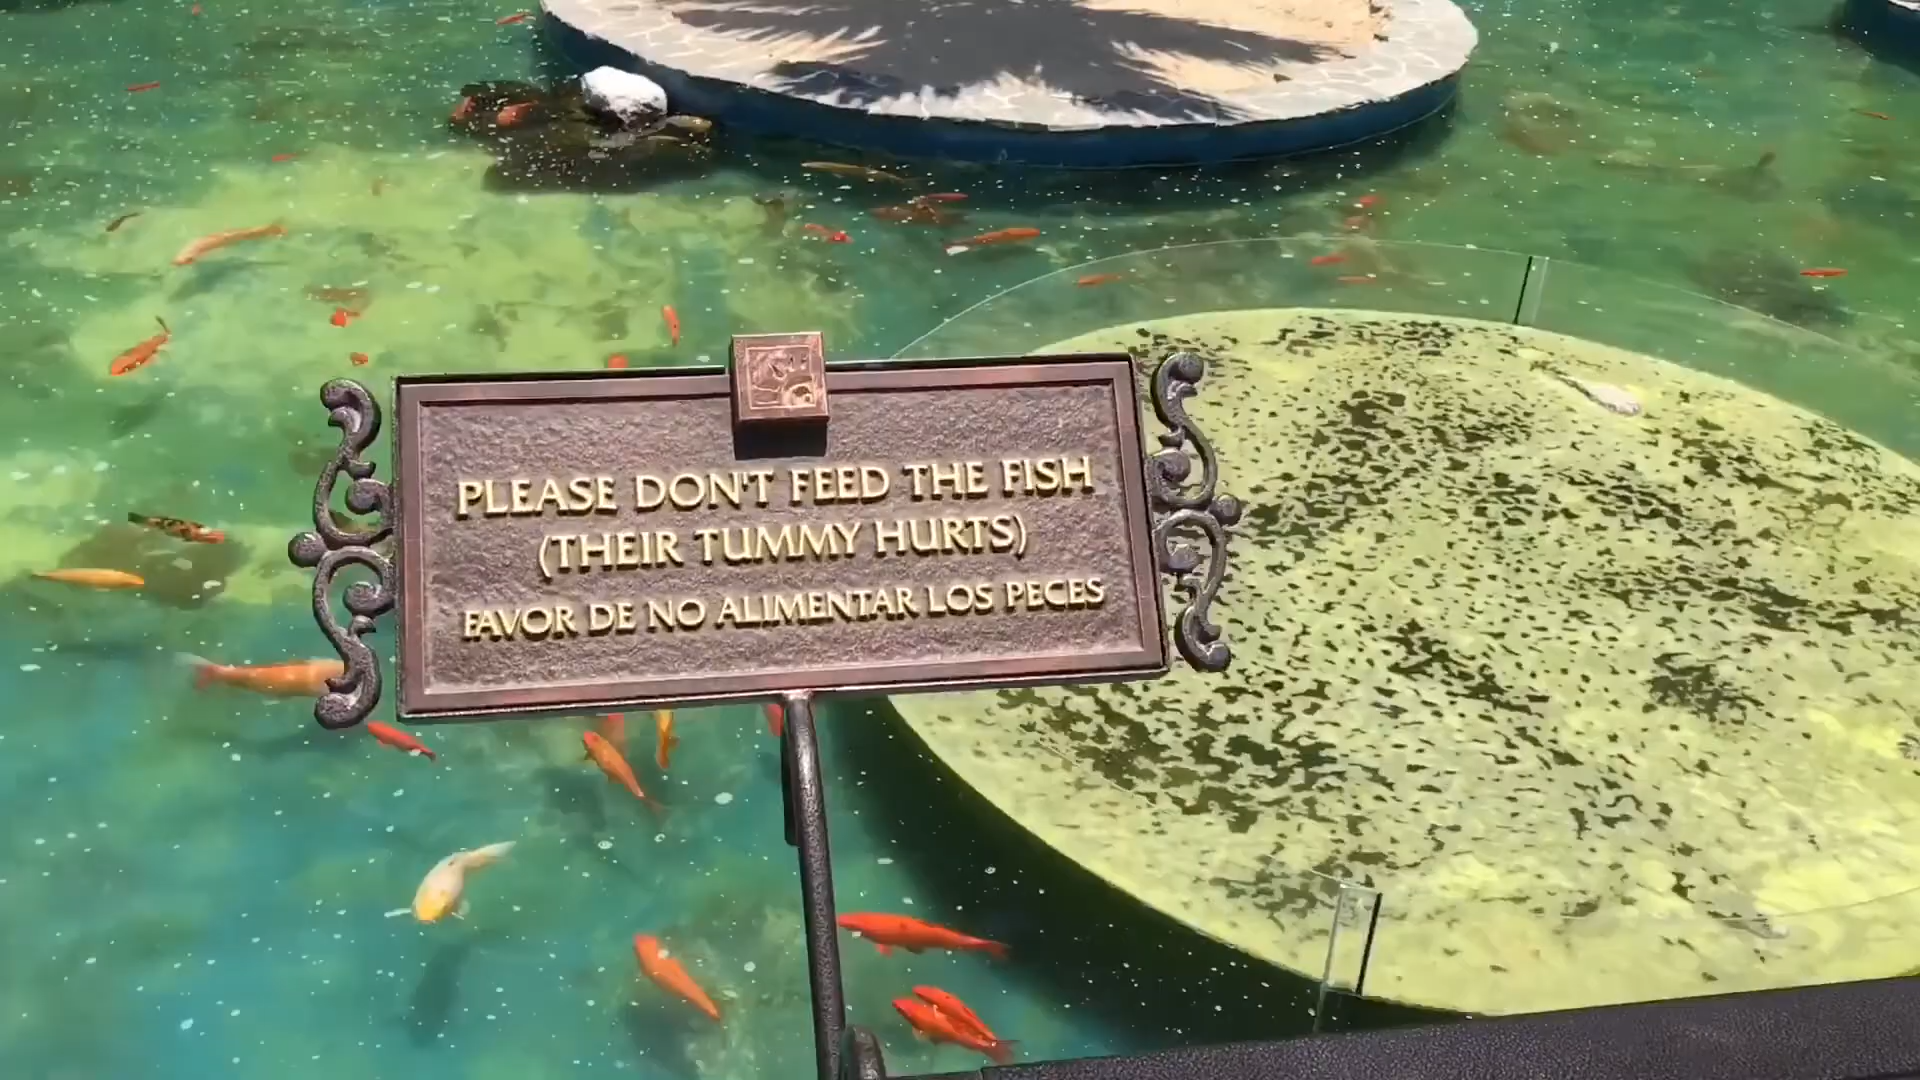 PLEASE DON'T FEED THE FISH
(THEIR TUMMY HURTS)
FAVOR DE NO ALIMENTAR LOS PECES